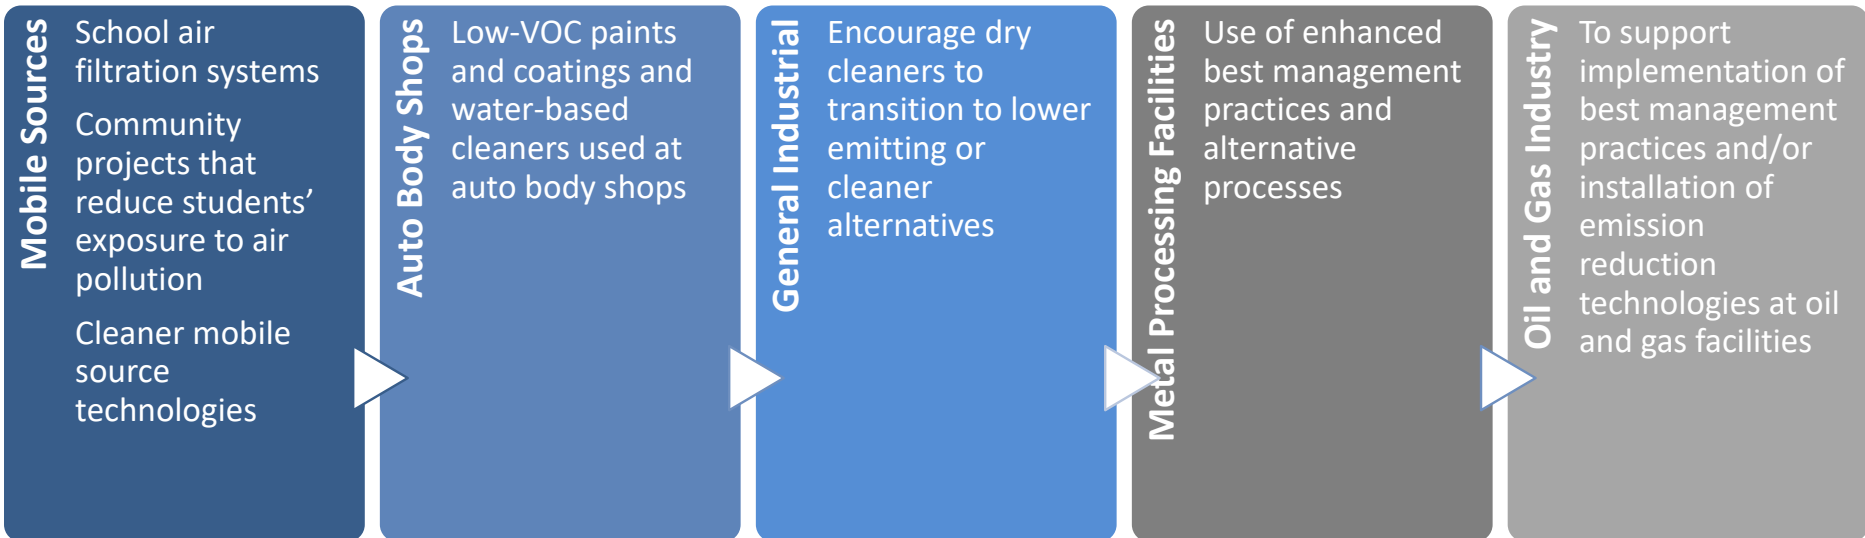 Mobile Sources
School air
filtration systems
Community
projects that
reduce students’
exposure to air
pollution
Cleaner mobile
source
technologies
Auto Body Shops
Low-VOC paints
and coatings and
water-based
cleaners used at
auto body shops
General Industrial
Encourage dry
cleaners to
transition to lower
emitting or
cleaner
alternatives
Metal Processing Facilities
Use of enhanced
best management
practices and
alternative
processes
Oil and Gas Industry
To support
implementation of
best management
practices and/or
installation of
emission
reduction
technologies at oil
and gas facilities